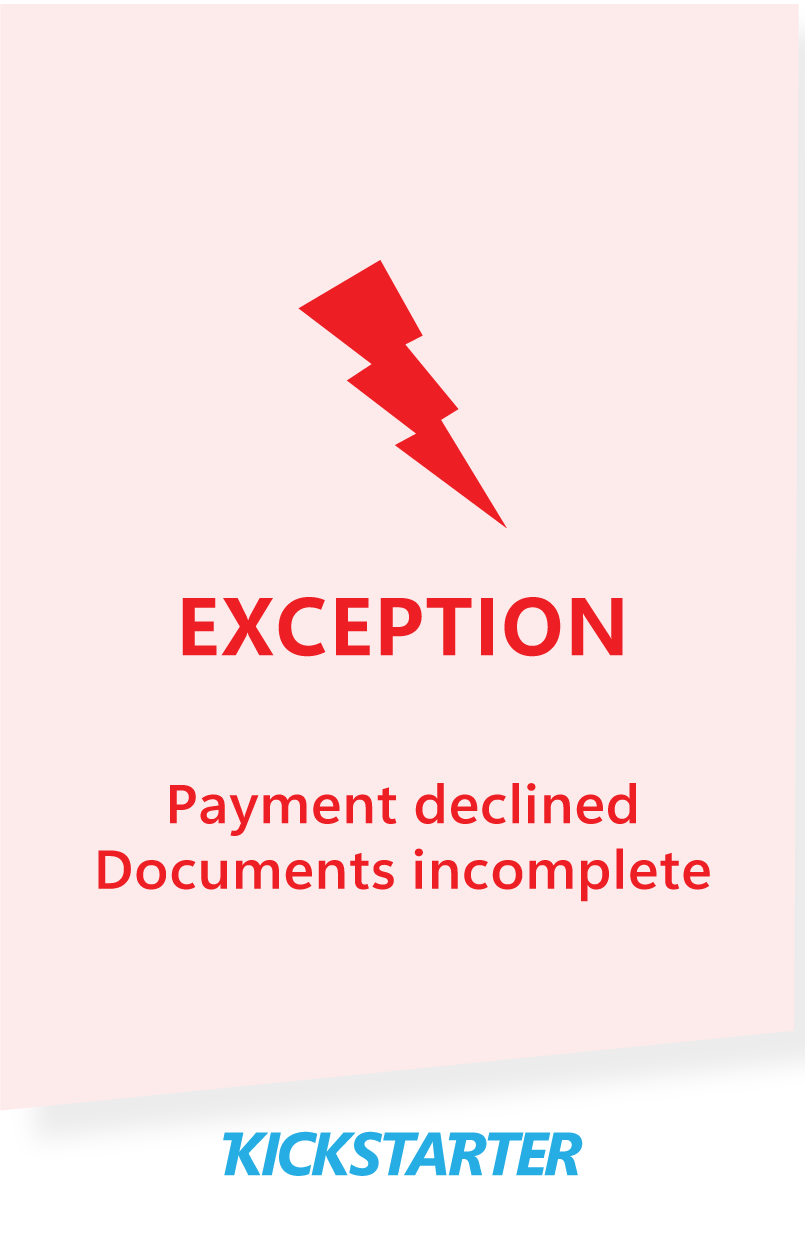 EXCEPTION
Payment declined
Documents incomplete
KICKSTARTER